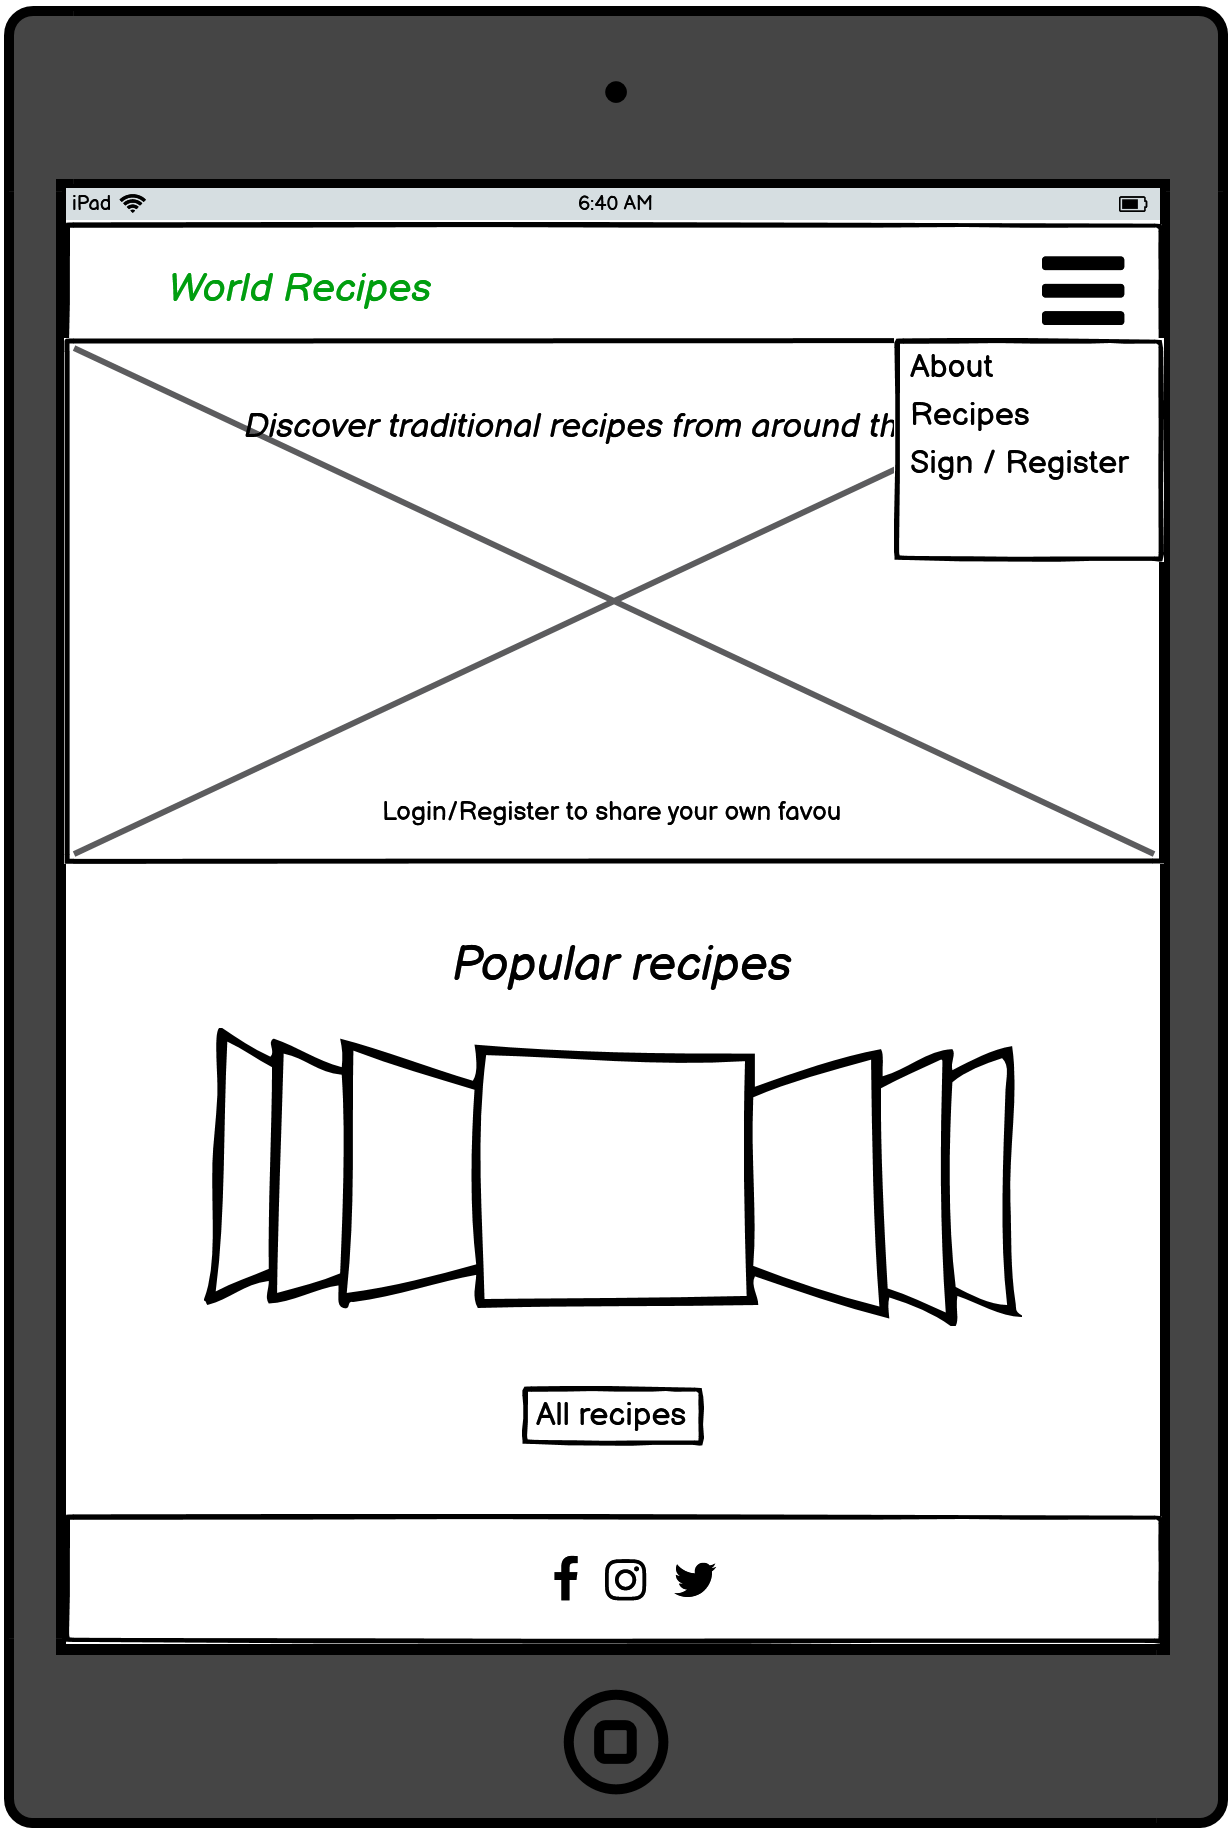 iPad
6:40 AM
World Recipes
About
Recipes
Sign / Register
Discover traditional recipes from around th
Login/Register to share your own favou
Popular recipes
All recipes